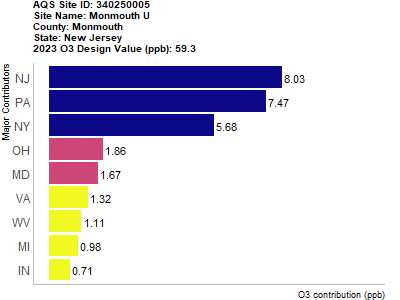 AQS Site ID: 340250005
Site Name: Monmouth U
County: Monmouth
State: New Jersey
2023 O3 Design Value (ppb): 59.3
Major Contributors
NJ 8.03
PA 7.47
NY 5.68
OH 1.86
MD 1.67
VA 1.32
WV 1.11
MI 0.98
IN 0.71
O3 contribution (ppb)